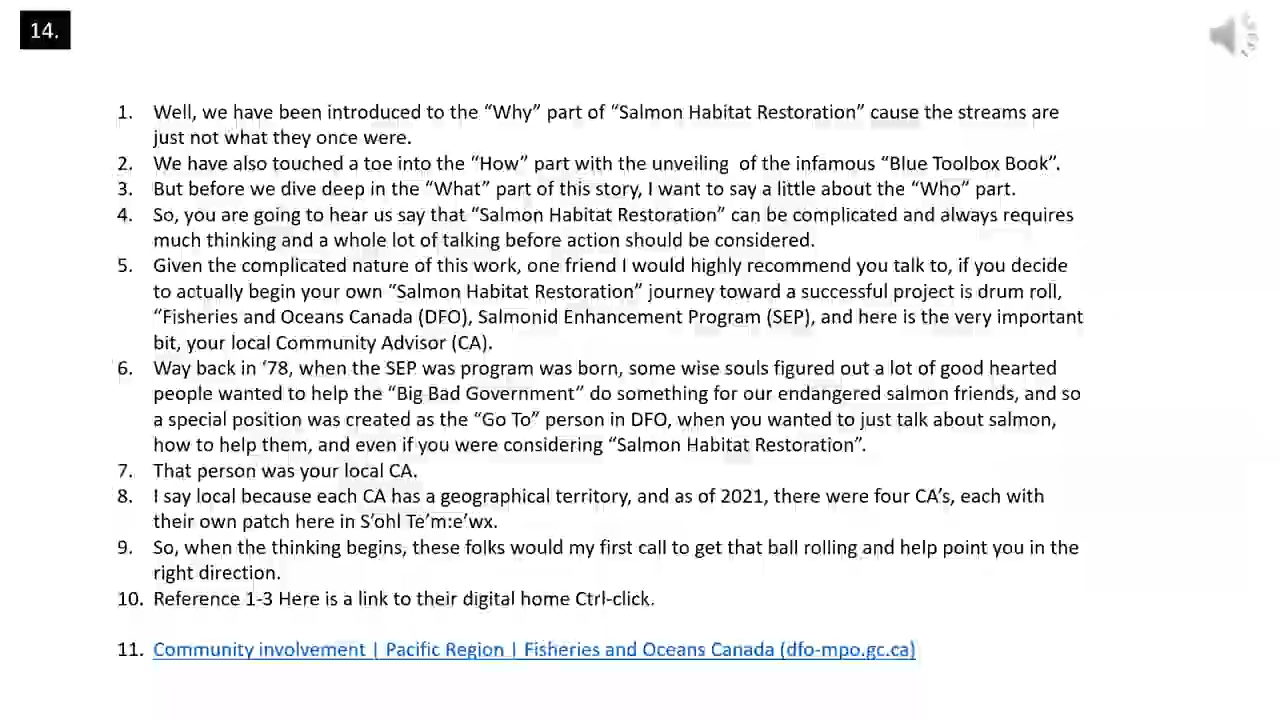 14.
1. Well, we have been introduced to the “Why” part of “Salmon Habitat Restoration” cause the streams are
just not what they once were.
2. We have also touched a toe into the “How” part with the unveiling  of the infamous “Blue Toolbox Book”.
3. But before we dive deep in the “What” part of this story, I want to say a little about the “Who” part.
4. So, you are going to hear us say that “Salmon Habitat Restoration” can be complicated and always requires
much thinking and a whole lot of talking before action should be considered.
5. Given the complicated nature of this work, one friend I would highly recommend you talk to, if you decide
to actually begin your own “Salmon Habitat Restoration” journey toward a successful project is drum roll,
“Fisheries and Oceans Canada (DFO), Salmonid Enhancement Program (SEP), and here is the very important
bit, your local Community Advisor (CA).
6. Way back in ‘78, when the SEP was program was born, some wise souls figured out a lot of good hearted
people wanted to help the “Big Bad Government” do something for our endangered salmon friends, and so
a special position was created as the “Go To” person in DFO, when you wanted to just talk about salmon,
how to help them, and even if you were considering “Salmon Habitat Restoration”.
7. That person was your local CA.
8. I say local because each CA has a geographical territory, and as of 2021, there were four CA’s, each with
their own patch here in S’ohl Te’m:e’wx.
9. So, when the thinking begins, these folks would my first call to get that ball rolling and help point you in the
right direction.
10. Reference 1-3 Here is a link to their digital home Ctrl-click.
11. Community involvement | Pacific Region | Fisheries and Oceans Canada (dfo-mpo.gc.ca)